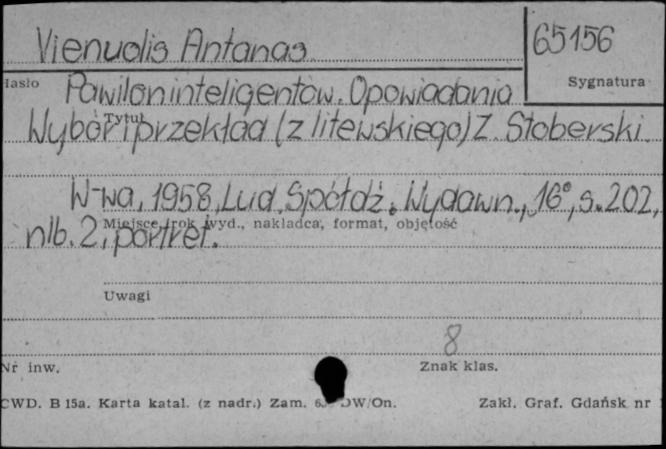 Vienuolis Antanas
65156
Hasło
Sygnatura
Pawilon inteligentów. Opowiadania
Tytuł
Wybór i przekład (z litewskiego) Z. Stoberski.
W-wa, 1958, Lud. Spółdz. Wydawn., 16°, s. 202,
Miejsce, rok wyd., nakładca, format, objętość
nlb. 2, portret.
Uwagi
8
Nr inw.
Znak klas.
CWD. B 15a. Karta katal. (z nadr.) Zam. DW/On.
Zakł. Graf. Gdańsk nr